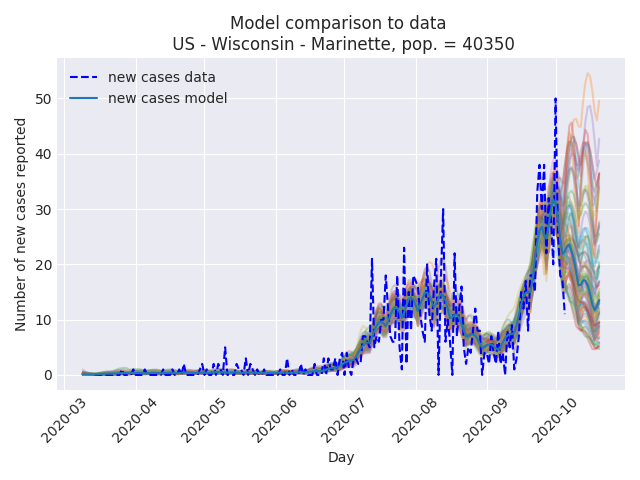 Model comparison to data
US - Wisconsin - Marinette, pop. = 40350
new cases data
new cases model
Number of new cases reported
50
40
30
20
10
0
2020-03
2020-04
2020-05
2020-06
2020-07
2020-08
2020-09
2020-10
Day